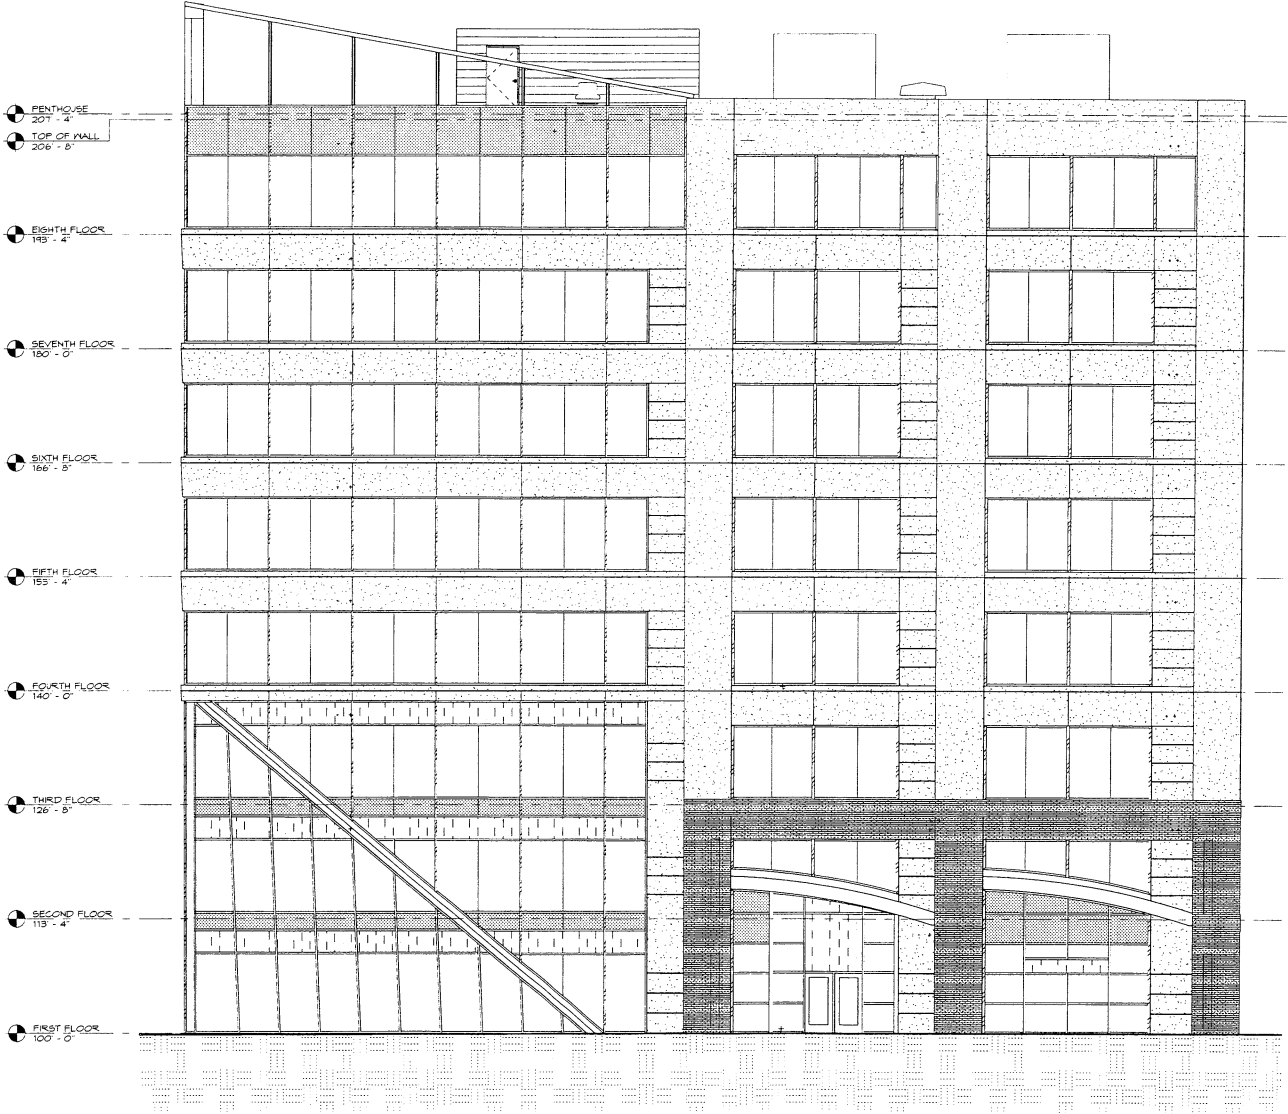 PENTHOUSE
207' - 4"
TOP OF WALL
206' - 8"
EIGHTH FLOOR
193' - 4"
SEVENTH FLOOR
180' - 0"
SIXTH FLOOR
166' - 8"
FIFTH FLOOR
153' - 4"
FOURTH FLOOR
140' - 0"
THIRD FLOOR
126' - 8"
SECOND FLOOR
113' - 4"
FIRST FLOOR
100' - 0"